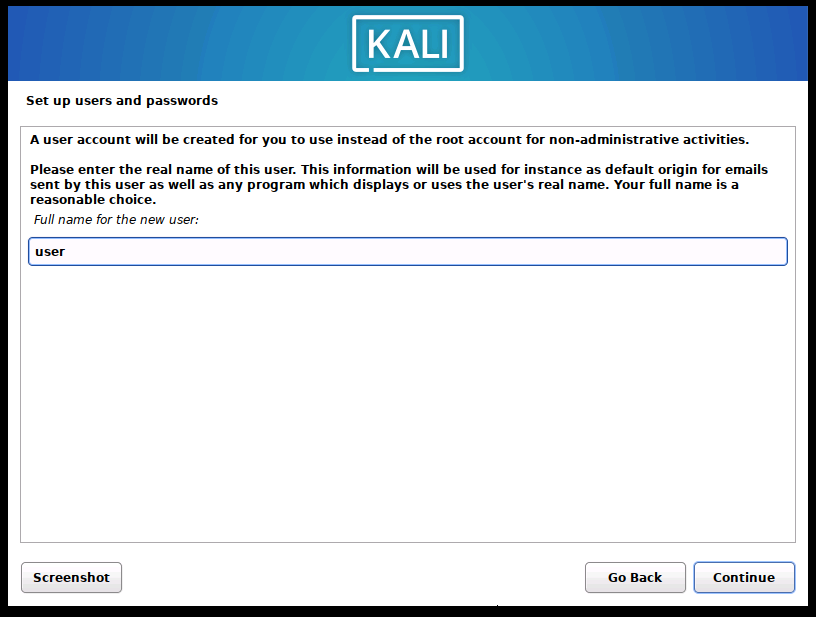 KALI
Set up users and passwords
A user account will be created for you to use instead of the root account for non-administrative activities.
Please enter the real name of this user. This information will be used for instance as default origin for emails
sent by this user as well as any program which displays or uses the user's real name. Your full name is a
reasonable choice.
Full name for the new user:
user
Screenshot
Go Back
Continue